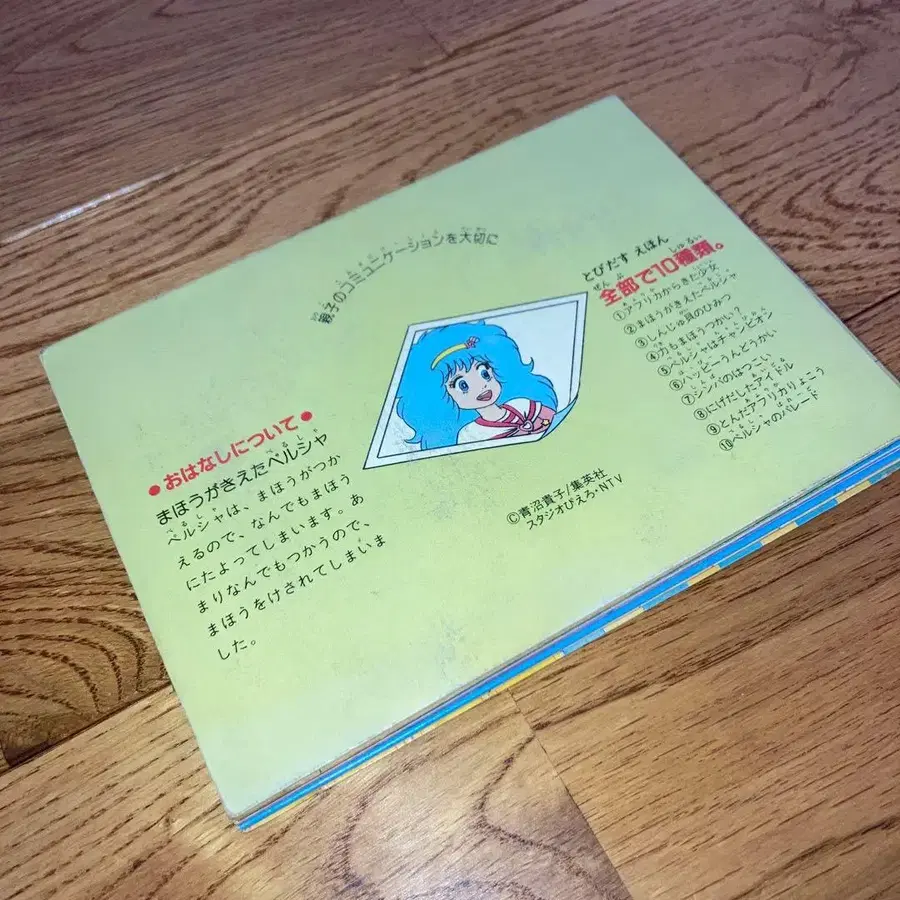 親子のコミュニケーションを大切に
●おはなしについて●
まほうがきえたペルシャ
ペルシャは、まほうがつか
えるので、なんでもまほう
にたよってしまいます。あ
まりなんでもつかうので、
まほうをけされてしまいま
した。
©青沼貴子/集英社
スタジオぴえろ・NTV
とびだす えほん
全部で10種類。
①アフリカからきた少女
②まほうがきえたペルシャ
③しんじゅ貝のひみつ
④力もまほうつかい?
⑤ペルシャはチャンピオン
⑥ハッピーうんどうかい
⑦シンバのはつこい
⑧にげだしたアイドル
⑨とんだアフリカりょこう
⑩ペルシャのパレード